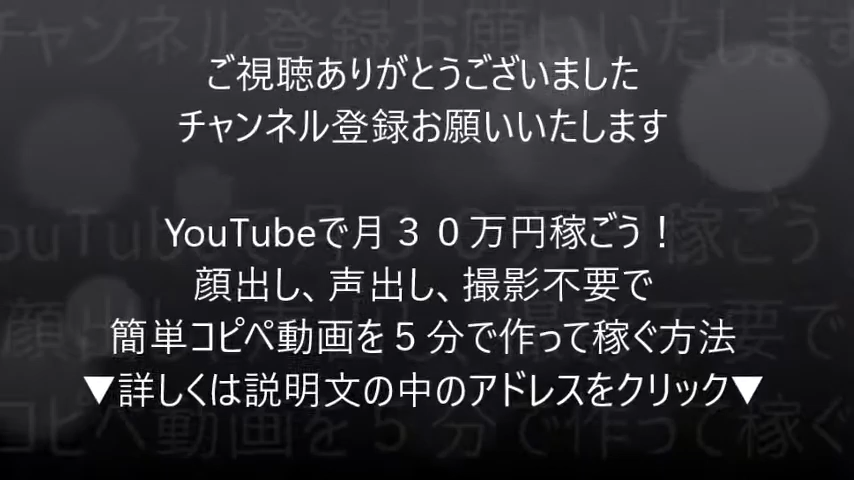 ご視聴ありがとうございました
チャンネル登録お願いいたします
YouTubeで月３０万円稼ごう！
顔出し、声出し、撮影不要で
簡単コピペ動画を５分で作って稼ぐ方法
▼詳しくは説明文の中のアドレスをクリック▼